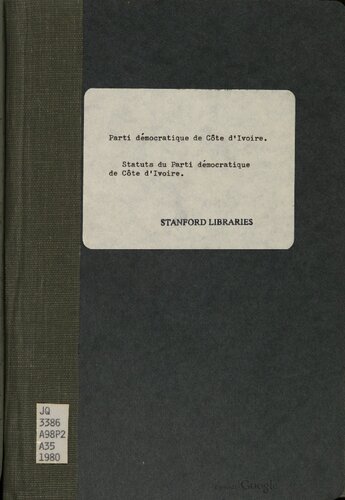 Parti démocratique de Côte d'Ivoire.
Statuts du Parti démocratique
de Côte d'Ivoire.
STANFORD LIBRARIES
JQ
3386
A98P2
A35
1980
Google